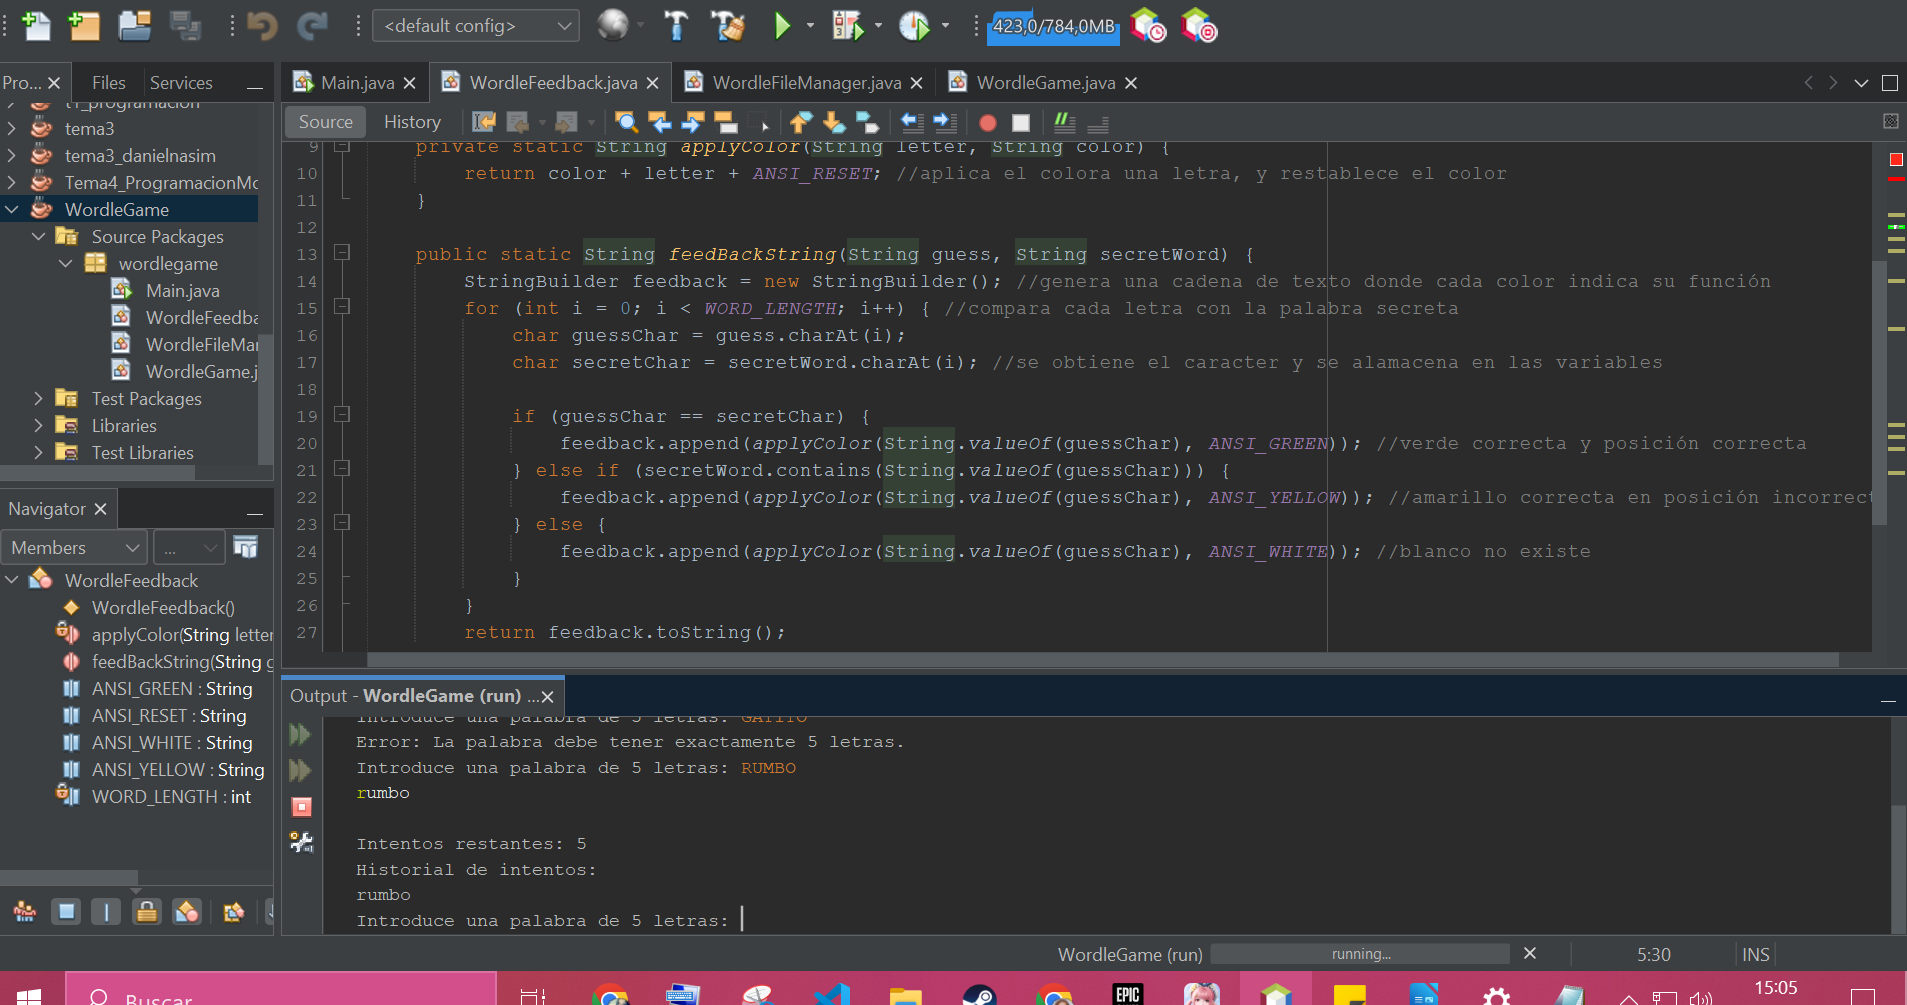 <default config>
423,0/784,0MB
Pro...
Files
Services
Main.java
WordleFeedback.java
WordleFileManager.java
WordleGame.java
Source
History
t1_programacion
tema3
tema3_danielnasim
Tema4_ProgramacionMo
WordleGame
Source Packages
wordlegame
Main.java
WordleFeedba
WordleFileMar
WordleGame.j
Test Packages
Libraries
Test Libraries
9 private static String applyColor(String letter, String color) {
10 return color + letter + ANSI_RESET; //aplica el colora una letra, y restablece el color
11 }
12
13 public static String feedBackString(String guess, String secretWord) {
14 StringBuilder feedback = new StringBuilder(); //genera una cadena de texto donde cada color indica su función
15 for (int i = 0; i < WORD_LENGTH; i++) { //compara cada letra con la palabra secreta
16 char guessChar = guess.charAt(i);
17 char secretChar = secretWord.charAt(i); //se obtiene el caracter y se alamacena en las variables
18
19 if (guessChar == secretChar) {
20 feedback.append(applyColor(String.valueOf(guessChar), ANSI_GREEN)); //verde correcta y posición correcta
21 } else if (secretWord.contains(String.valueOf(guessChar))) {
22 feedback.append(applyColor(String.valueOf(guessChar), ANSI_YELLOW)); //amarillo correcta en posición incorrect
23 } else {
24 feedback.append(applyColor(String.valueOf(guessChar), ANSI_WHITE)); //blanco no existe
25 }
26 }
27 return feedback.toString();
Navigator
Members
...
WordleFeedback
WordleFeedback()
applyColor(String letter
feedBackString(String g
ANSI_GREEN : String
ANSI_RESET : String
ANSI_WHITE : String
ANSI_YELLOW : String
WORD_LENGTH : int
Output - WordleGame (run) ...
Introduce una palabra de 5 letras: GATITO
Error: La palabra debe tener exactamente 5 letras.
Introduce una palabra de 5 letras: RUMBO
rumbo
Intentos restantes: 5
Historial de intentos:
rumbo
Introduce una palabra de 5 letras:
WordleGame (run)
running...
5:30
INS
Buscar
EPIC
15:05